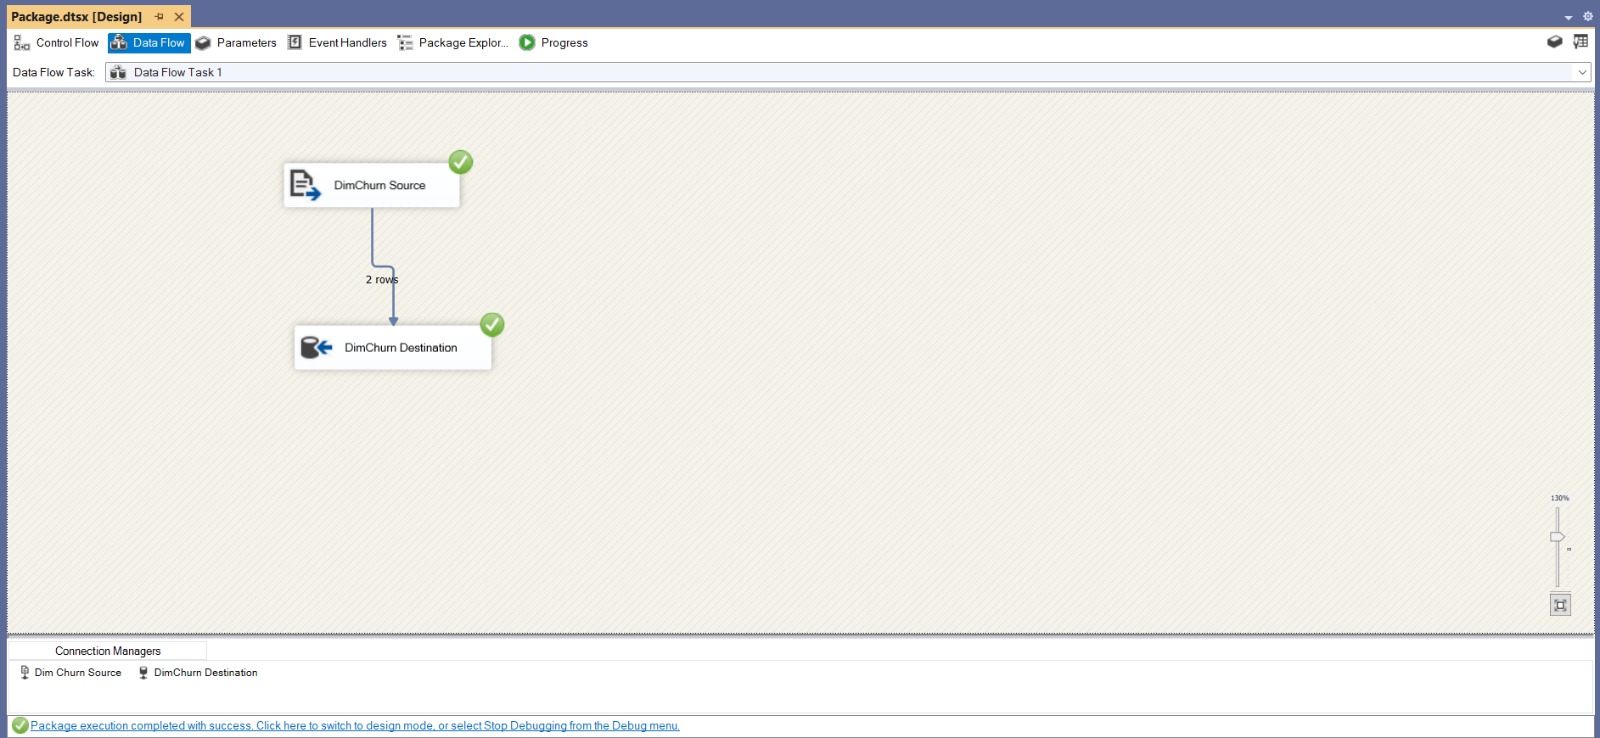 Package.dtsx [Design]
Control Flow Data Flow Parameters Event Handlers Package Explor... Progress
Data Flow Task: Data Flow Task 1
DimChurn Source
2 rows
DimChurn Destination
130%
Connection Managers
Dim Churn Source DimChurn Destination
Package execution completed with success. Click here to switch to design mode, or select Stop Debugging from the Debug menu.